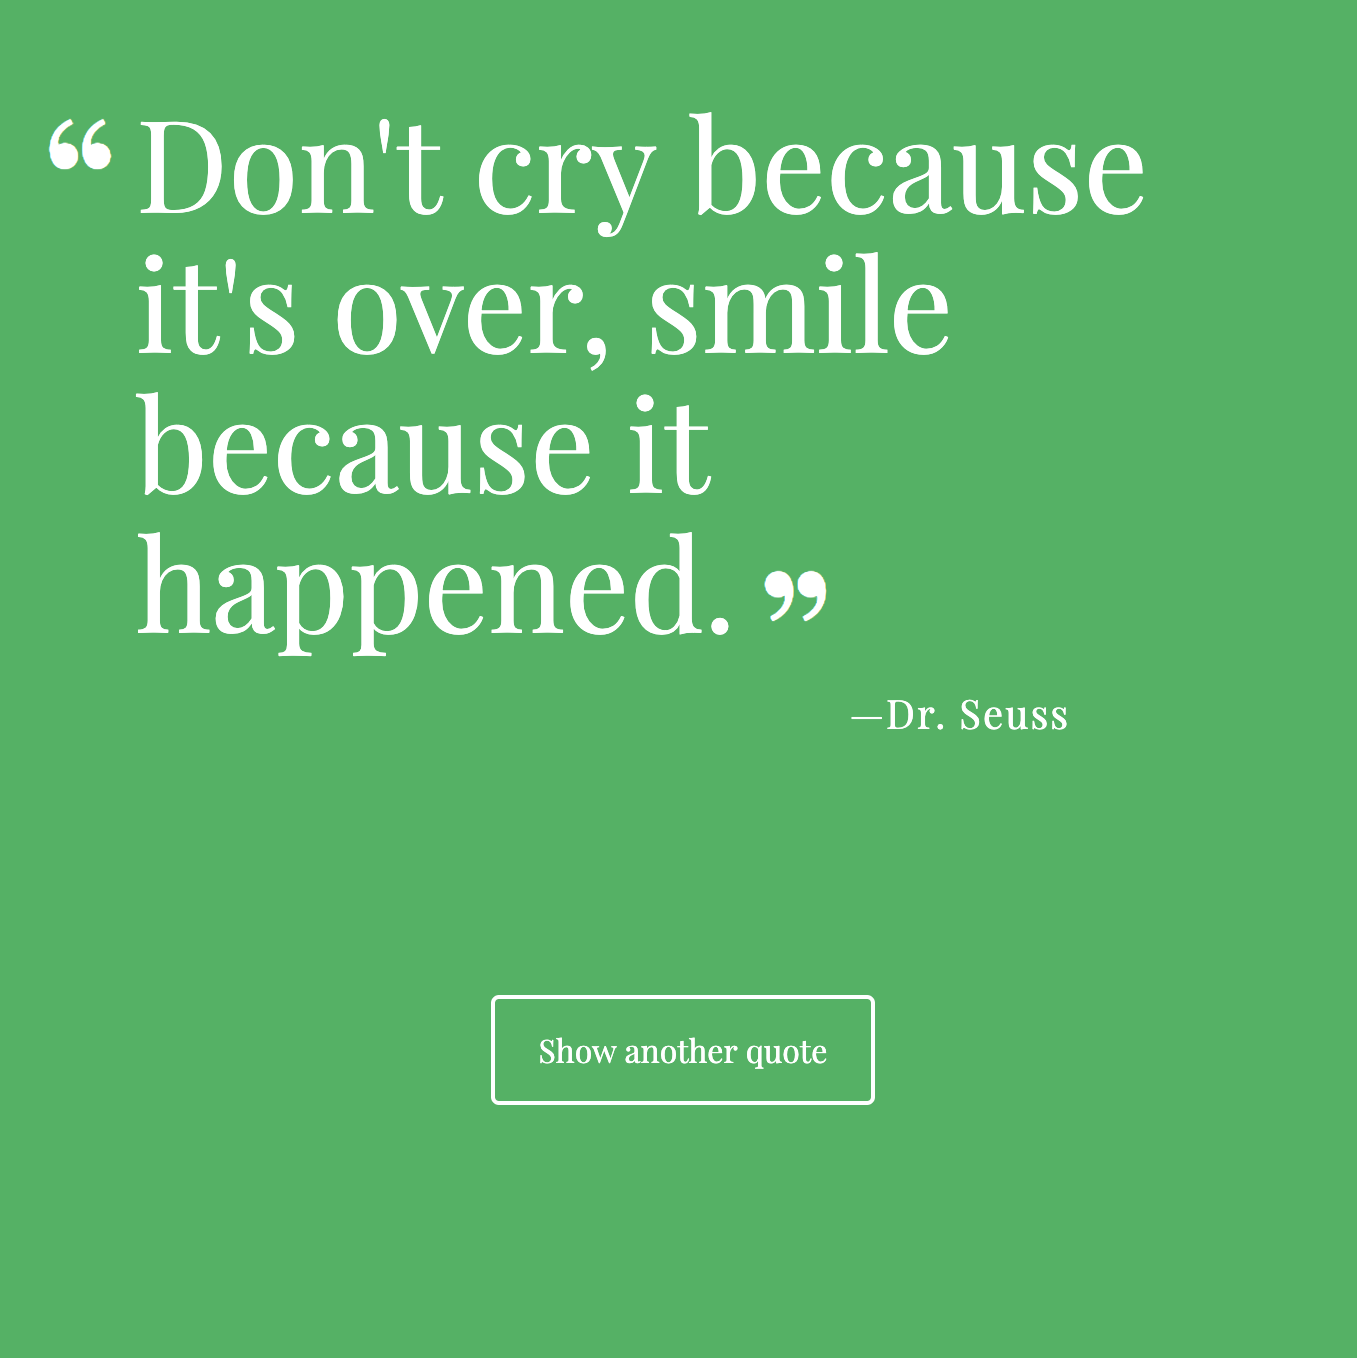 “ Don't cry because
it's over, smile
because it
happened. ”
—Dr. Seuss
Show another quote